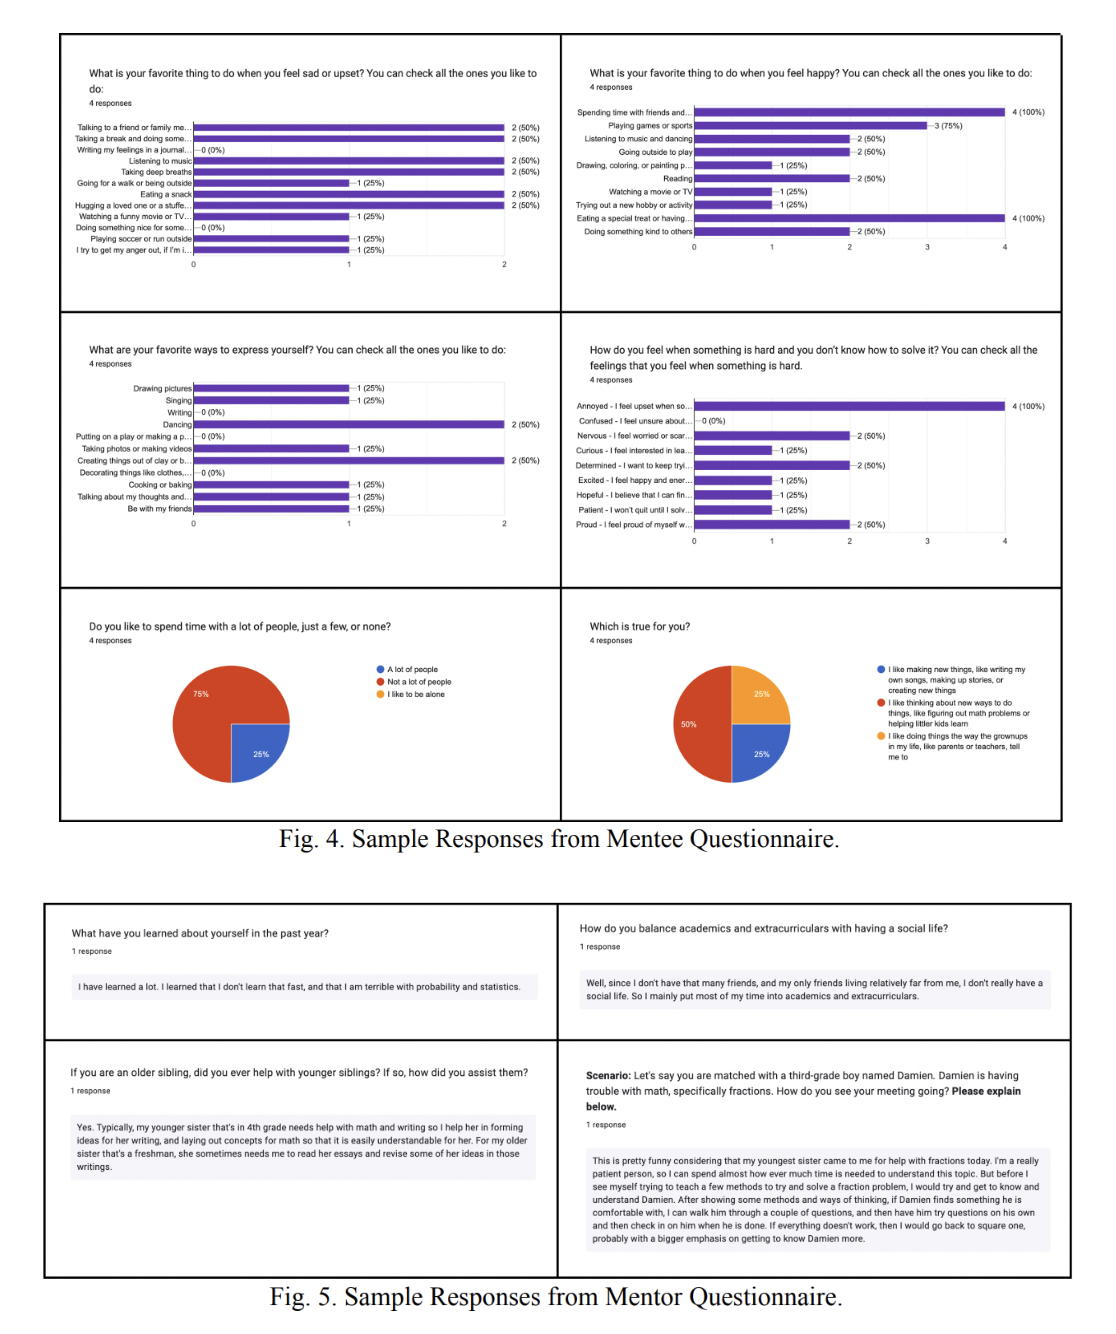 What is your favorite thing to do when you feel sad or upset? You can check all the ones you like to
do:
4 responses
Talking to a friend or family me... 2 (50%)
Taking a break and doing some... 2 (50%)
Writing my feelings in a journal... 0 (0%)
Listening to music 2 (50%)
Taking deep breaths 2 (50%)
Going for a walk or being outside 1 (25%)
Eating a snack 2 (50%)
Hugging a loved one or a stuffe... 2 (50%)
Watching a funny movie or TV... 1 (25%)
Doing something nice for some... 0 (0%)
Playing soccer or run outside 1 (25%)
I try to get my anger out, if I'm i... 1 (25%)
0 1 2
What is your favorite thing to do when you feel happy? You can check all the ones you like to do:
4 responses
Spending time with friends and... 4 (100%)
Playing games or sports 3 (75%)
Listening to music and dancing 2 (50%)
Going outside to play 2 (50%)
Drawing, coloring, or painting p... 1 (25%)
Reading 2 (50%)
Watching a movie or TV 1 (25%)
Trying out a new hobby or activity 1 (25%)
Eating a special treat or having... 4 (100%)
Doing something kind to others 2 (50%)
0 1 2 3 4
What are your favorite ways to express yourself? You can check all the ones you like to do:
4 responses
Drawing pictures 1 (25%)
Singing 1 (25%)
Writing 0 (0%)
Dancing 2 (50%)
Putting on a play or making a p... 0 (0%)
Taking photos or making videos 1 (25%)
Creating things out of clay or b... 2 (50%)
Decorating things like clothes,... 0 (0%)
Cooking or baking 1 (25%)
Talking about my thoughts and... 1 (25%)
Be with my friends 1 (25%)
0 1 2
How do you feel when something is hard and you don't know how to solve it? You can check all the
feelings that you feel when something is hard.
4 responses
Annoyed - I feel upset when so... 4 (100%)
Confused - I feel unsure about... 0 (0%)
Nervous - I feel worried or scar... 2 (50%)
Curious - I feel interested in lea... 1 (25%)
Determined - I want to keep tryi... 2 (50%)
Excited - I feel happy and ener... 1 (25%)
Hopeful - I believe that I can fin... 1 (25%)
Patient - I won't quit until I solv... 1 (25%)
Proud - I feel proud of myself w... 2 (50%)
0 1 2 3 4
Do you like to spend time with a lot of people, just a few, or none?
4 responses
75%
25%
A lot of people
Not a lot of people
I like to be alone
Which is true for you?
4 responses
25%
50%
25%
I like making new things, like writing my
own songs, making up stories, or
creating new things
I like thinking about new ways to do
things, like figuring out math problems or
helping littler kids learn
I like doing things the way the grownups
in my life, like parents or teachers, tell
me to
Fig. 4. Sample Responses from Mentee Questionnaire.
What have you learned about yourself in the past year?
1 response
I have learned a lot. I learned that I don't learn that fast, and that I am terrible with probability and statistics.
How do you balance academics and extracurriculars with having a social life?
1 response
Well, since I don't have that many friends, and my only friends living relatively far from me, I don't really have a
social life. So I mainly put most of my time into academics and extracurriculars.
If you are an older sibling, did you ever help with younger siblings? If so, how did you assist them?
1 response
Yes. Typically, my younger sister that's in 4th grade needs help with math and writing so I help her in forming
ideas for her writing, and laying out concepts for math so that it is easily understandable for her. For my older
sister that's a freshman, she sometimes needs me to read her essays and revise some of her ideas in those
writings.
Scenario: Let's say you are matched with a third-grade boy named Damien. Damien is having
trouble with math, specifically fractions. How do you see your meeting going? Please explain
below.
1 response
This is pretty funny considering that my youngest sister came to me for help with fractions today. I'm a really
patient person, so I can spend almost how ever much time is needed to understand this topic. But before I
see myself trying to teach a few methods to try and solve a fraction problem, I would try and get to know and
understand Damien. After showing some methods and ways of thinking, if Damien finds something he is
comfortable with, I can walk him through a couple of questions, and then have him try questions on his own
and then check in on him when he is done. If everything doesn't work, then I would go back to square one,
probably with a bigger emphasis on getting to know Damien more.
Fig. 5. Sample Responses from Mentor Questionnaire.